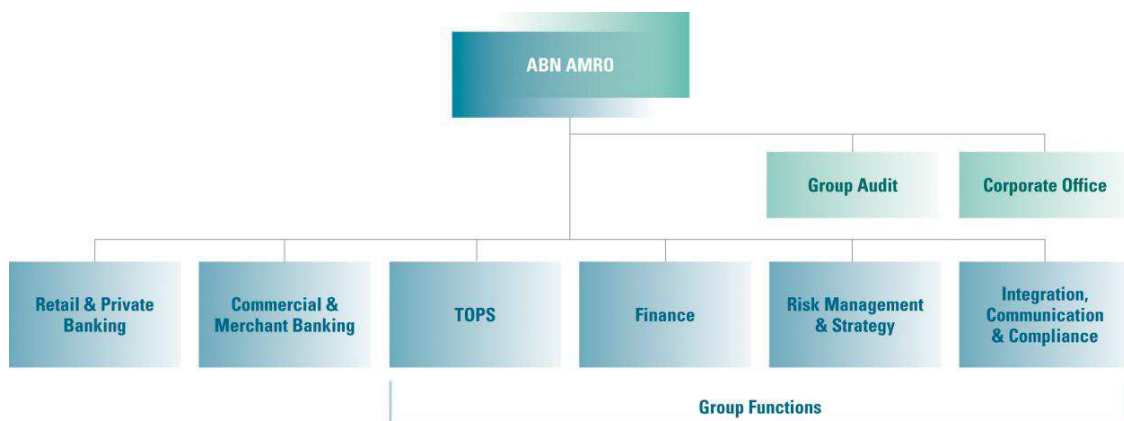 ABN AMRO
Group Audit
Corporate Office
Retail & Private
Banking
Commercial &
Merchant Banking
TOPS
Finance
Risk Management
& Strategy
Integration,
Communication
& Compliance
Group Functions